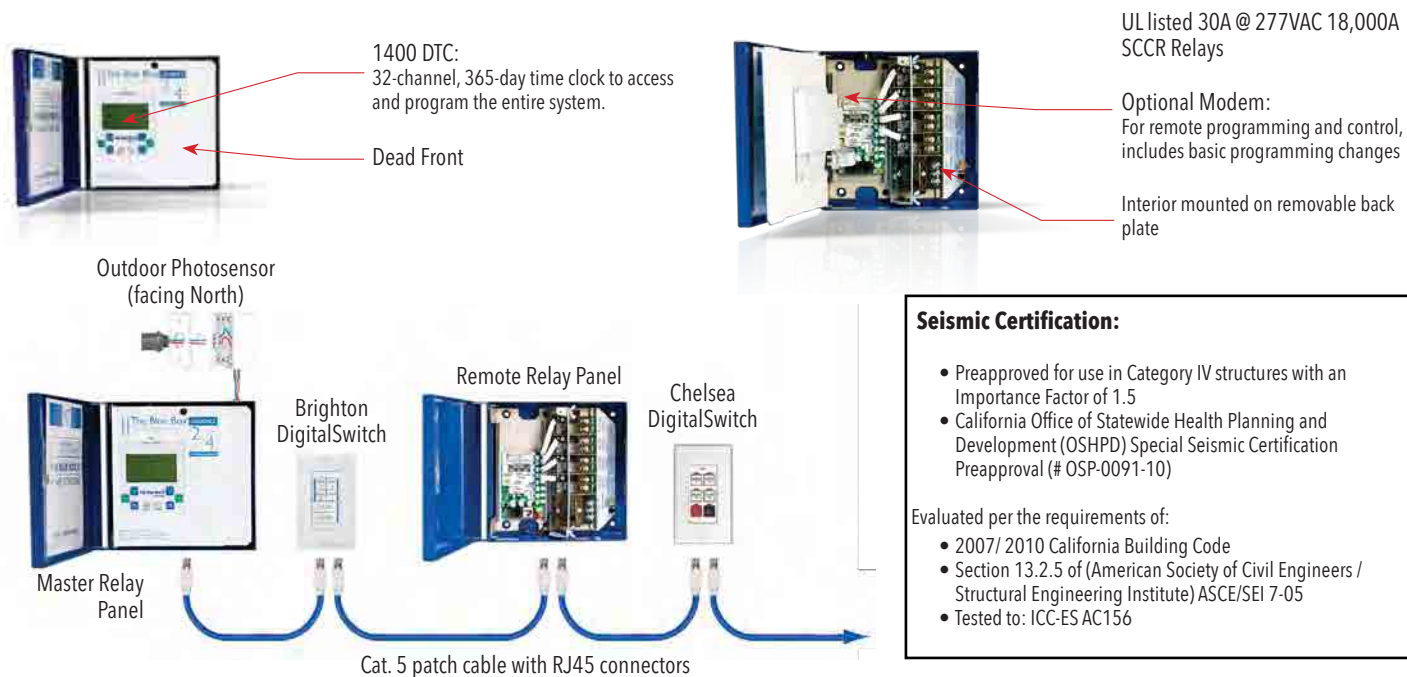 1400 DTC:
32-channel, 365-day time clock to access
and program the entire system.
Dead Front
The Blue Box
UL listed 30A @ 277VAC 18,000A
SCCR Relays
Optional Modem:
For remote programming and control,
includes basic programming changes
Interior mounted on removable back
plate
Outdoor Photosensor
(facing North)
The Blue Box
Master Relay
Panel
Brighton
DigitalSwitch
Remote Relay Panel
Chelsea
DigitalSwitch
Cat. 5 patch cable with RJ45 connectors
Seismic Certification:
• Preapproved for use in Category IV structures with an
Importance Factor of 1.5
• California Office of Statewide Health Planning and
Development (OSHPD) Special Seismic Certification
Preapproval (# OSP-0091-10)
Evaluated per the requirements of:
• 2007/ 2010 California Building Code
• Section 13.2.5 of (American Society of Civil Engineers /
Structural Engineering Institute) ASCE/SEI 7-05
• Tested to: ICC-ES AC156